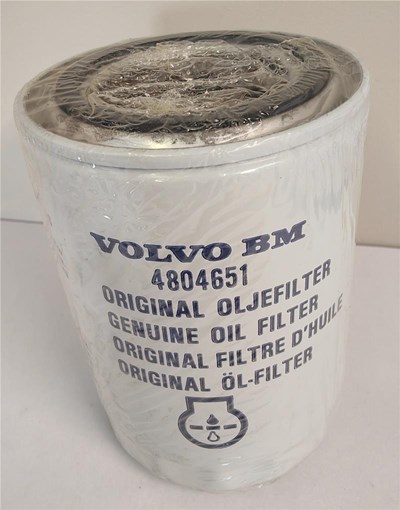 VOLVO BM
4804651
ORIGINAL OLJEFILTER
GENUINE OIL FILTER
ORIGINAL FILTRE D'HUILE
ORIGINAL ÖL-FILTER